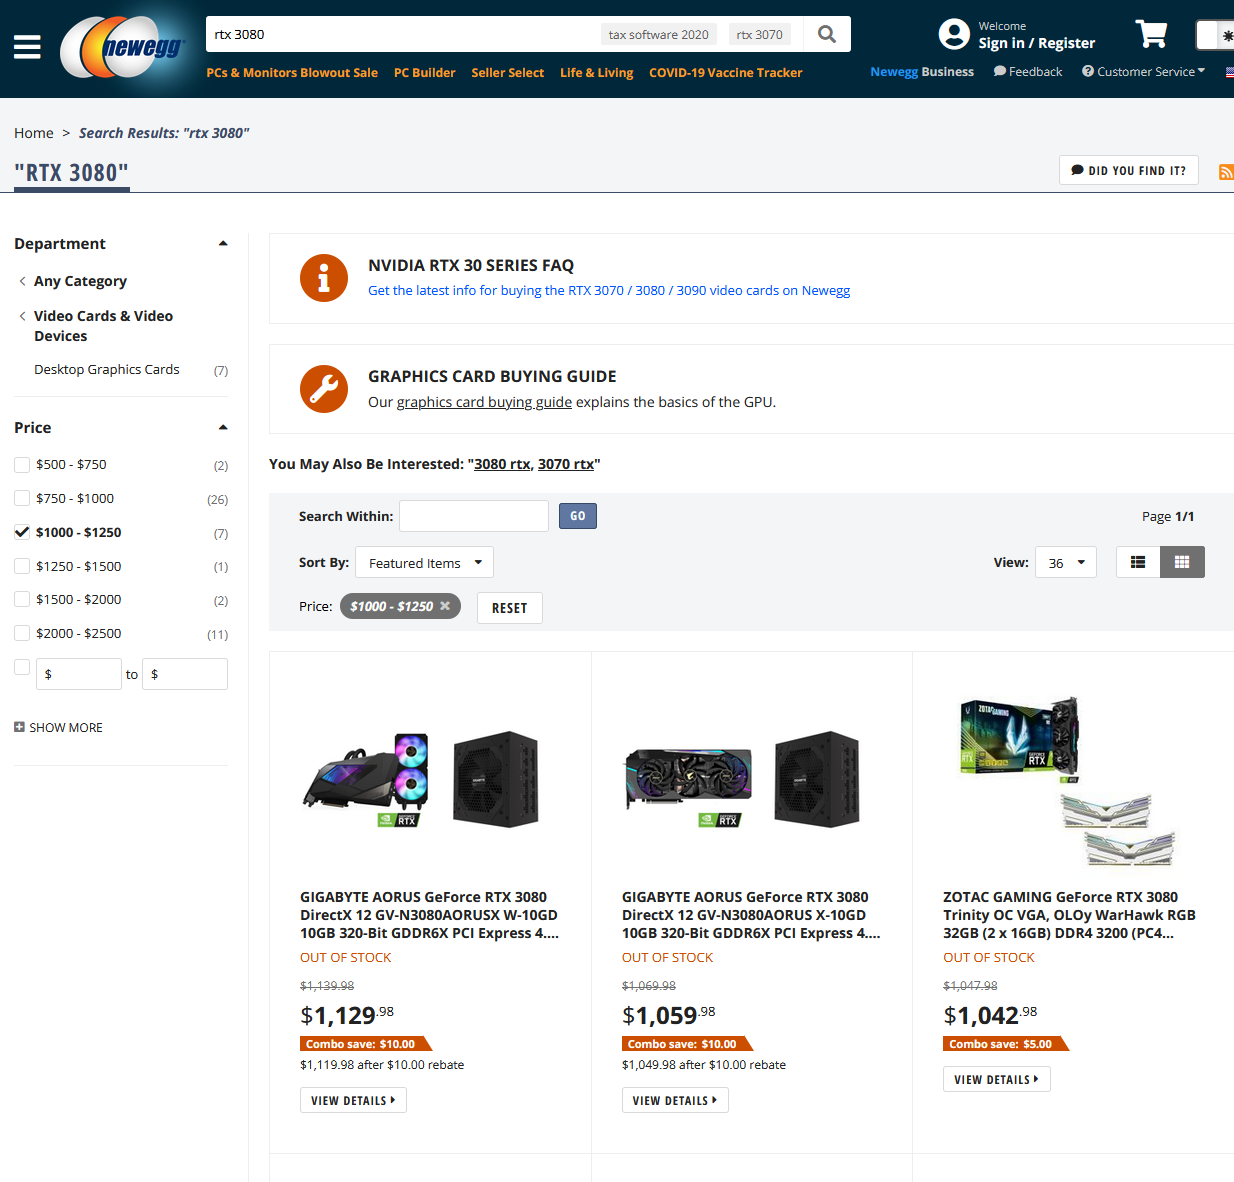 newegg
rtx 3080
tax software 2020
rtx 3070
Welcome
Sign in / Register
PCs & Monitors Blowout Sale
PC Builder
Seller Select
Life & Living
COVID-19 Vaccine Tracker
Newegg Business
Feedback
Customer Service
Home > Search Results: "rtx 3080"
"RTX 3080"
DID YOU FIND IT?
Department
Any Category
Video Cards & Video
Devices
Desktop Graphics Cards (7)
Price
$500 - $750 (2)
$750 - $1000 (26)
$1000 - $1250 (7)
$1250 - $1500 (1)
$1500 - $2000 (2)
$2000 - $2500 (11)
$ to $
SHOW MORE
NVIDIA RTX 30 SERIES FAQ
Get the latest info for buying the RTX 3070 / 3080 / 3090 video cards on Newegg
GRAPHICS CARD BUYING GUIDE
Our graphics card buying guide explains the basics of the GPU.
You May Also Be Interested: "3080 rtx, 3070 rtx"
Search Within:
GO
Page 1/1
Sort By: Featured Items
View: 36
Price: $1000 - $1250
RESET
GIGABYTE AORUS GeForce RTX 3080
DirectX 12 GV-N3080AORUSX W-10GD
10GB 320-Bit GDDR6X PCI Express 4....
OUT OF STOCK
$1,139.98
$1,129.98
Combo save: $10.00
$1,119.98 after $10.00 rebate
VIEW DETAILS
GIGABYTE AORUS GeForce RTX 3080
DirectX 12 GV-N3080AORUS X-10GD
10GB 320-Bit GDDR6X PCI Express 4....
OUT OF STOCK
$1,069.98
$1,059.98
Combo save: $10.00
$1,049.98 after $10.00 rebate
VIEW DETAILS
ZOTAC GAMING
RTX
ZOTAC GAMING GeForce RTX 3080
Trinity OC VGA, OLOy WarHawk RGB
32GB (2 x 16GB) DDR4 3200 (PC4...
OUT OF STOCK
$1,047.98
$1,042.98
Combo save: $5.00
VIEW DETAILS